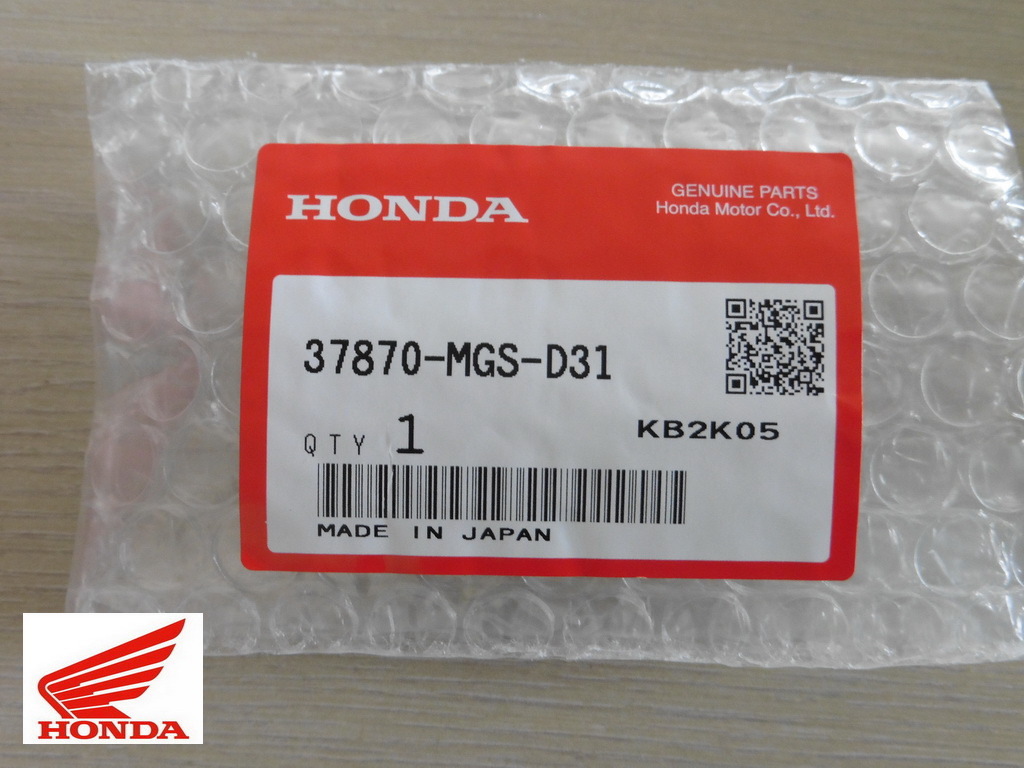 HONDA
GENUINE PARTS
Honda Motor Co., Ltd.
37870-MGS-D31
QTY 1
KB2K05
MADE IN JAPAN
HONDA